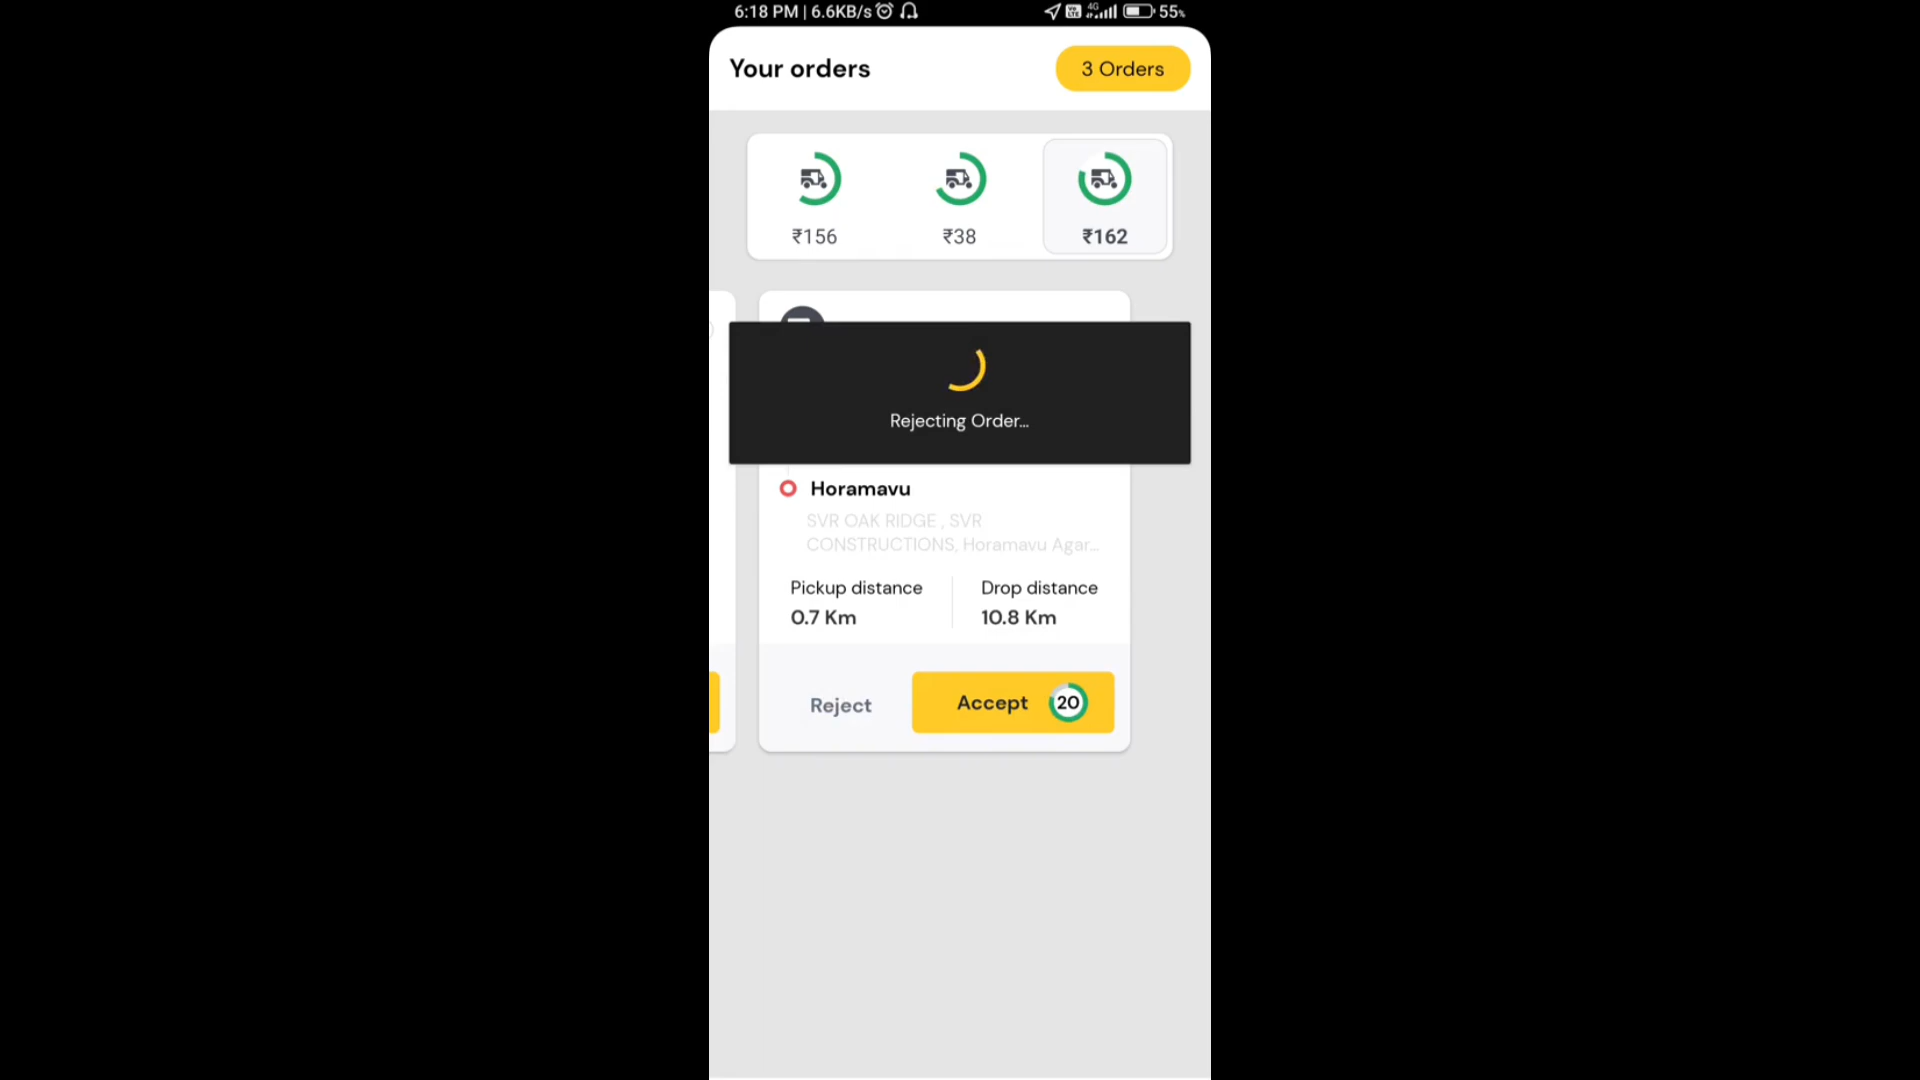 6:18 PM | 6.6KB/s
4G
55%
Your orders
3 Orders
₹156
₹38
₹162
Rejecting Order...
Horamavu
SVR OAK RIDGE , SVR
CONSTRUCTIONS, Horamavu Agar...
Pickup distance
Drop distance
0.7 Km
10.8 Km
Reject
Accept
20